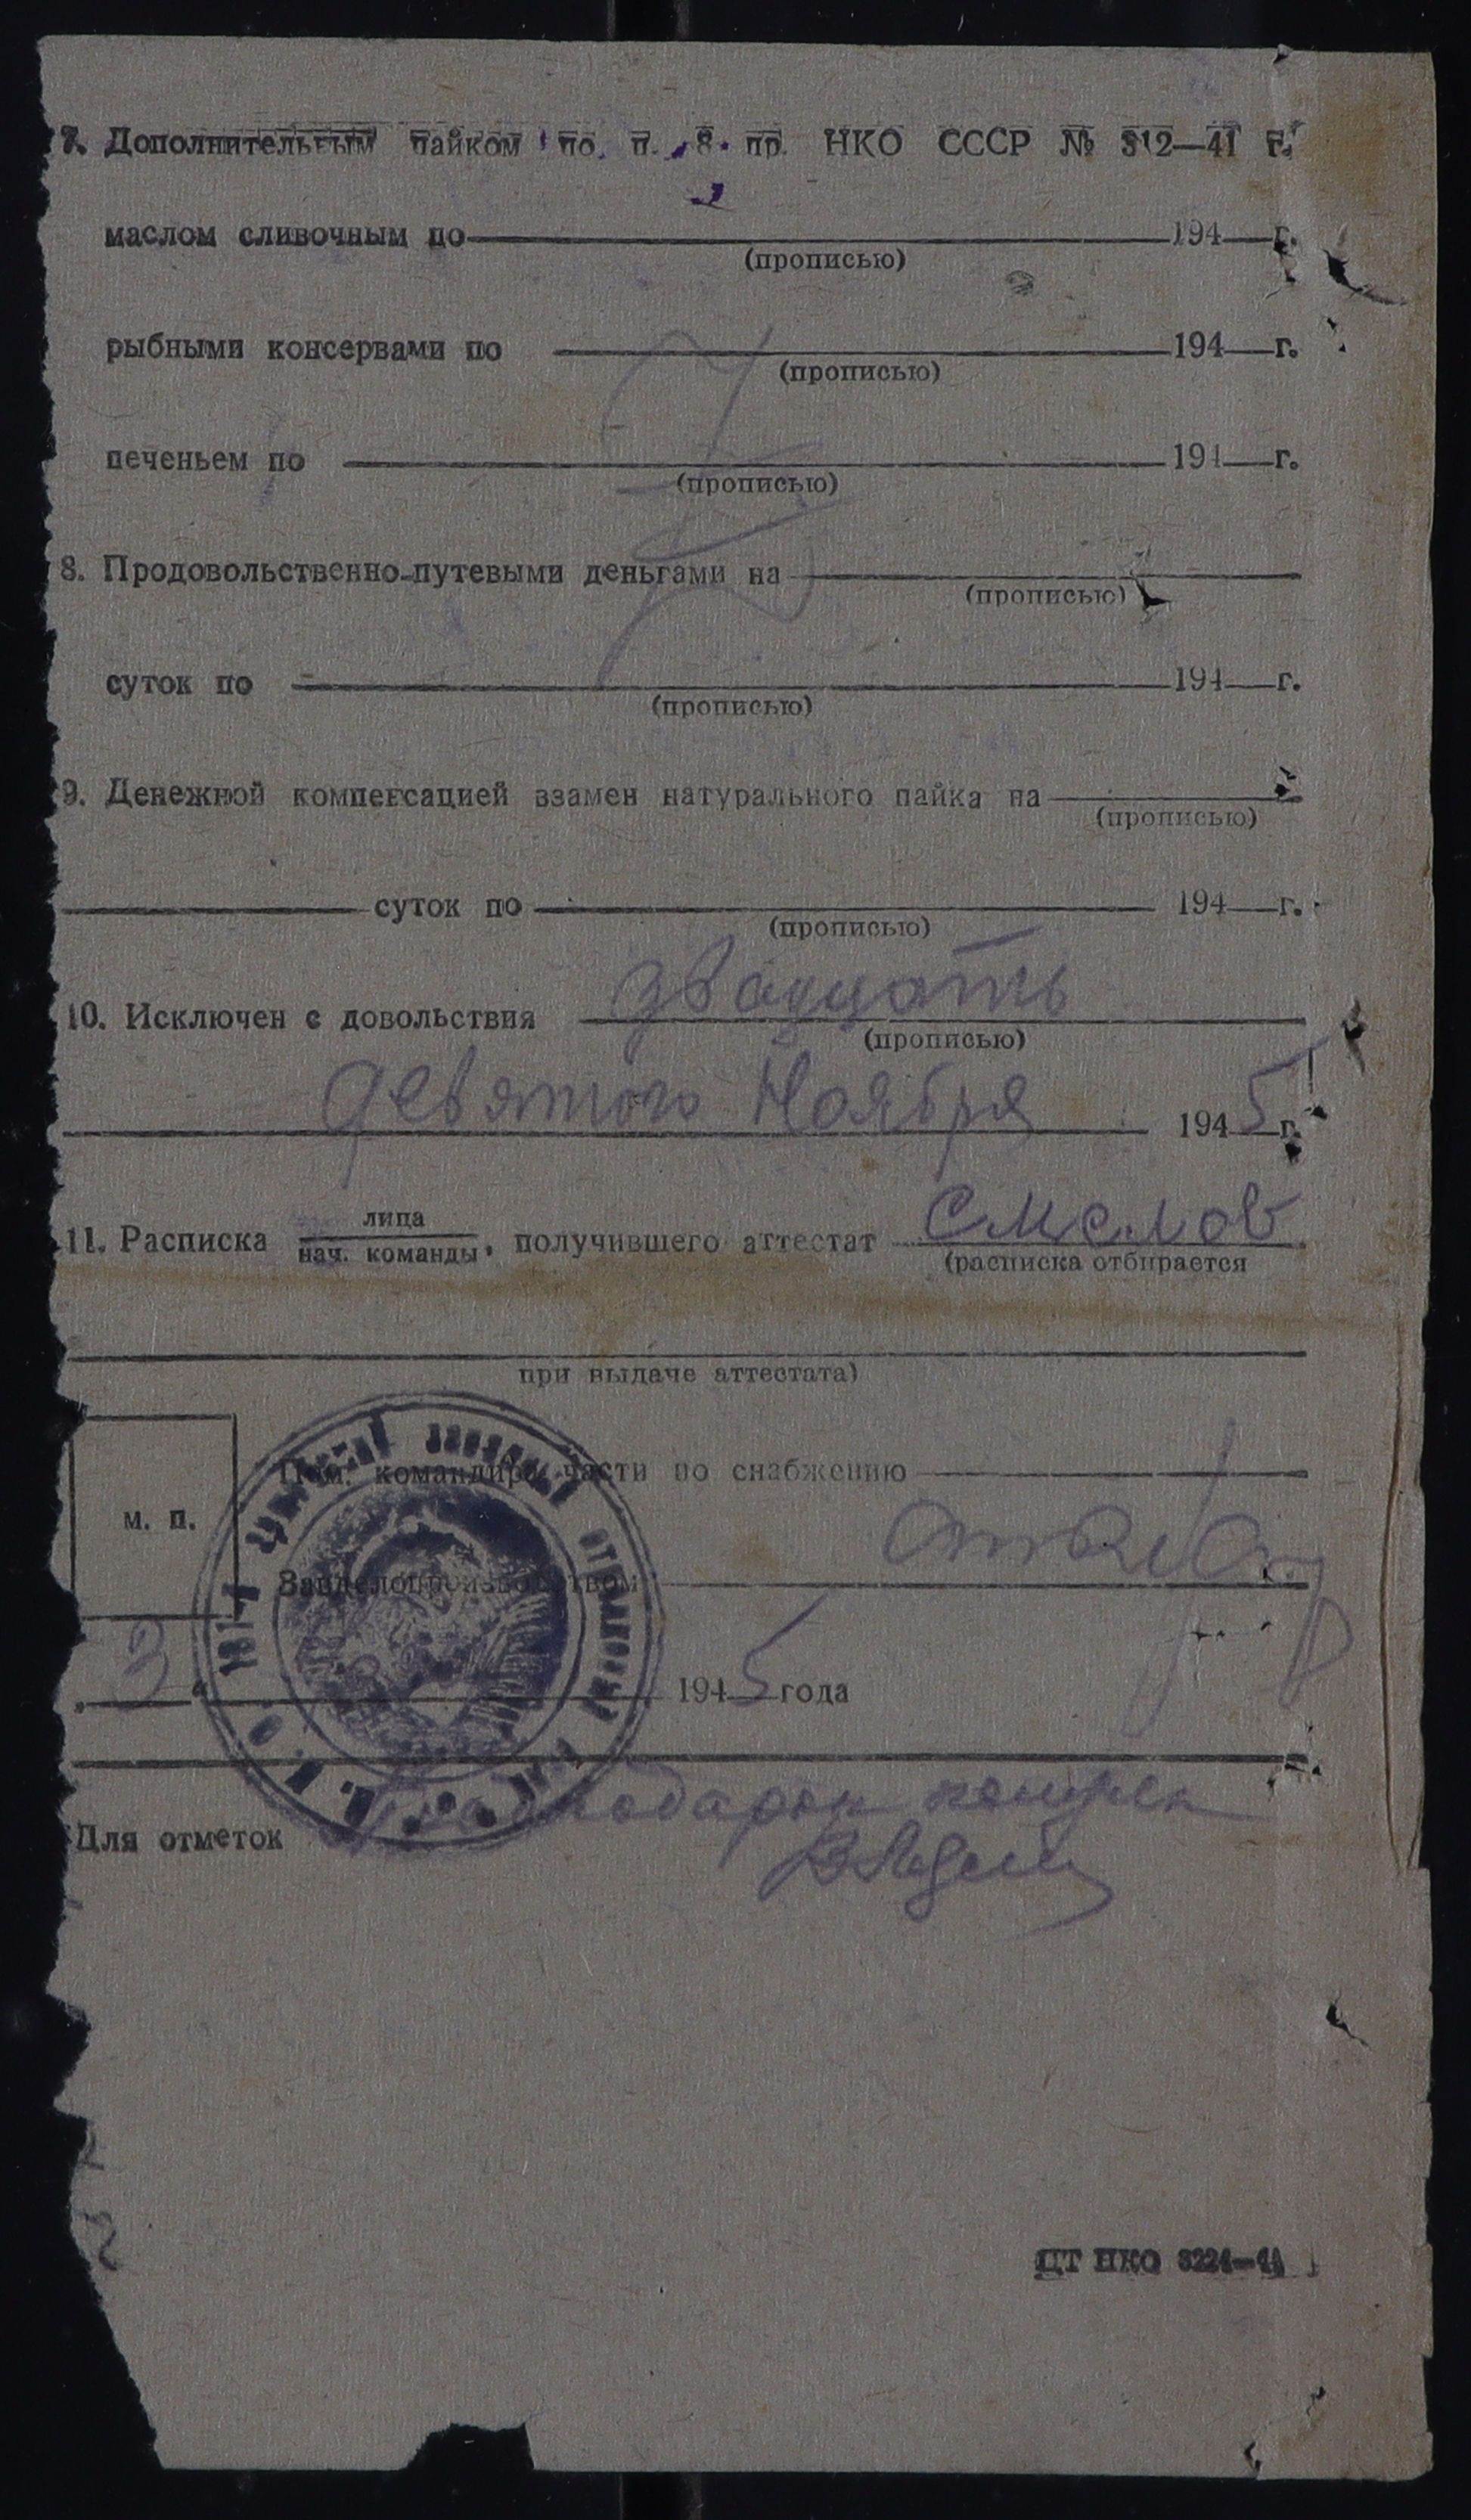 7. Дополнительным пайком по п. 8 пр. НКО СССР № 312—41 г.
маслом сливочным по 194 г.
(прописью)
рыбными консервами по 194 г.
(прописью)
печеньем по 194 г.
(прописью)
8. Продовольственно-путевыми деньгами на
(прописью)
суток по 194 г.
(прописью)
9. Денежной компенсацией взамен натурального пайка на
(прописью)
суток по 194 г.
(прописью)
10. Исключен с довольствия двадцать
(прописью)
девятого Ноября 1945 г.
11. Расписка лица
нач. команды, получившего аттестат Смелов
(расписка отбирается
при выдаче аттестата)
Пом. командира части по снабжению
м. п.
Завделопроизводством
„3“ 1945 года
Для отметок
ЦТ НКО 3224—44